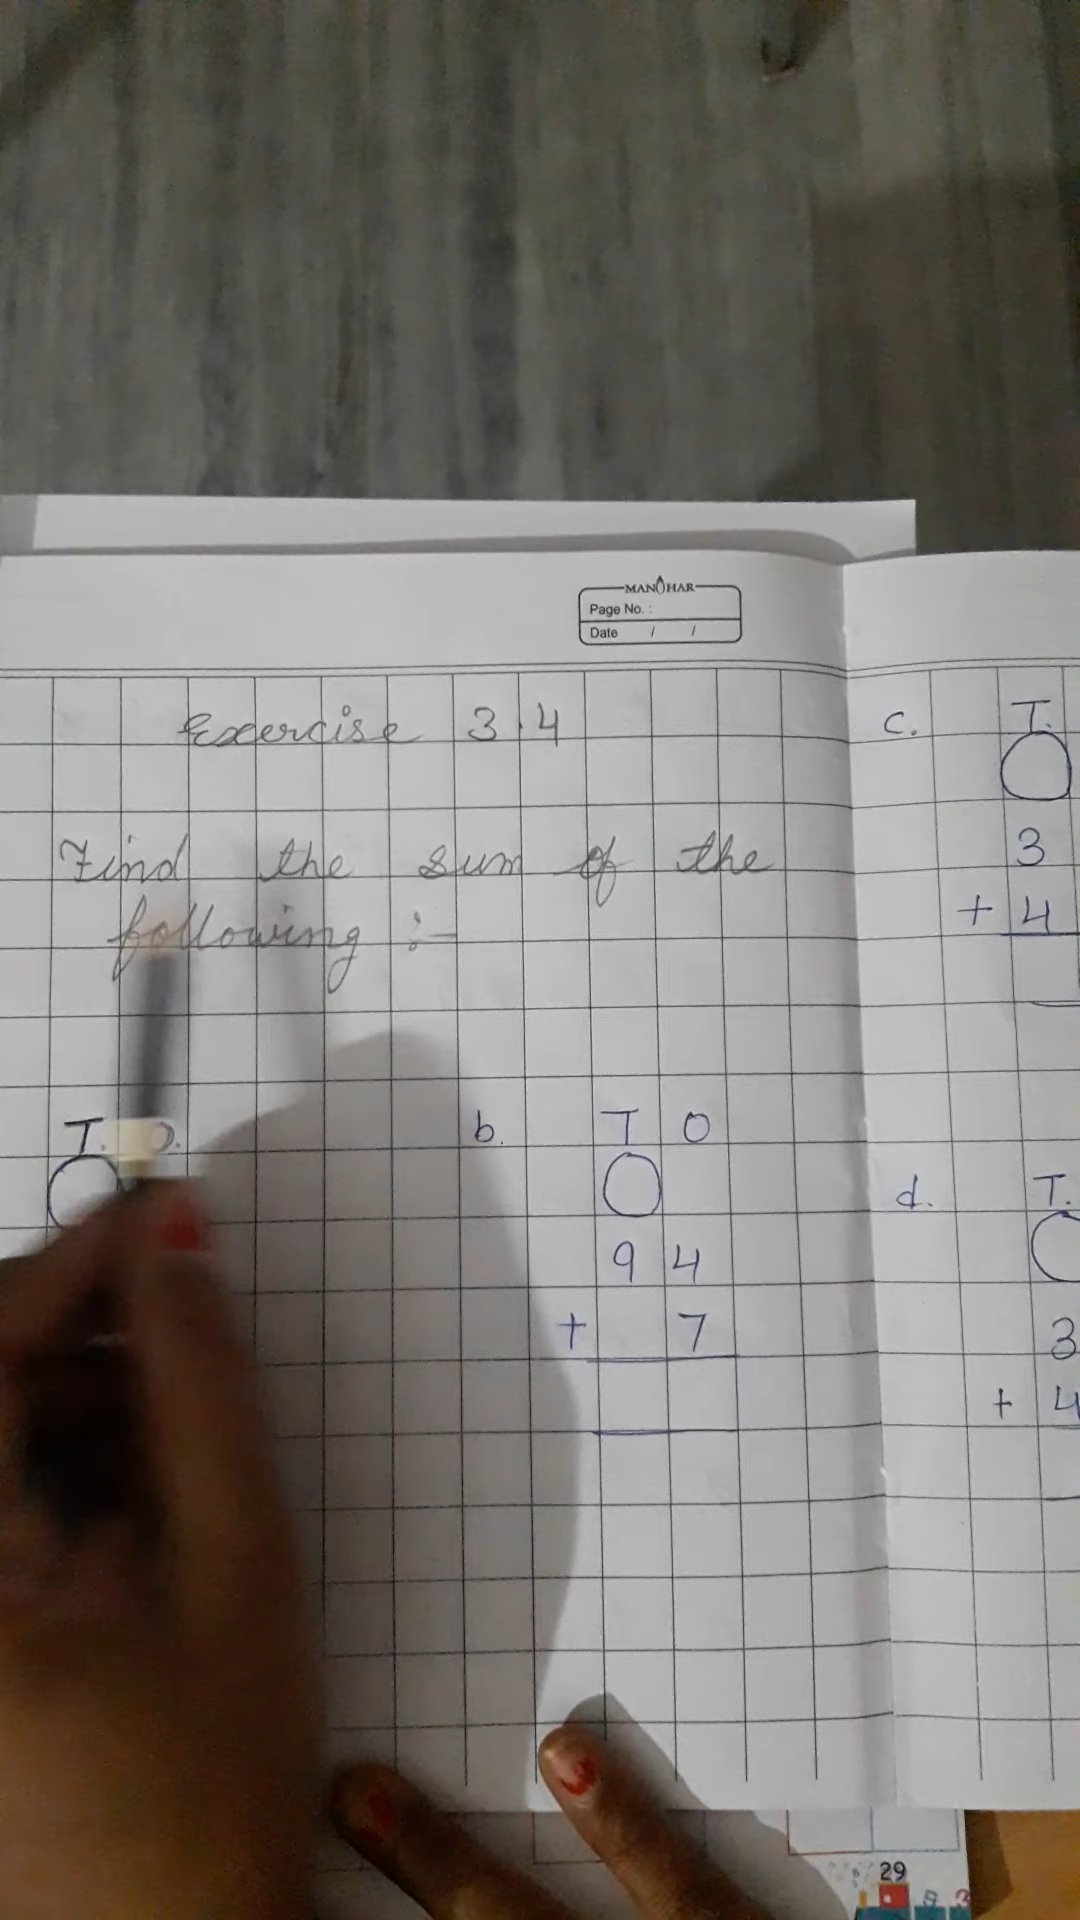 MANOHAR
Page No. :
Date / /
Exercise 3.4
Find the sum of the
following :-
T. O.
b. T O
9 4
+ 7
c. T.
3
+ 4
d. T.
3
+ 4
29